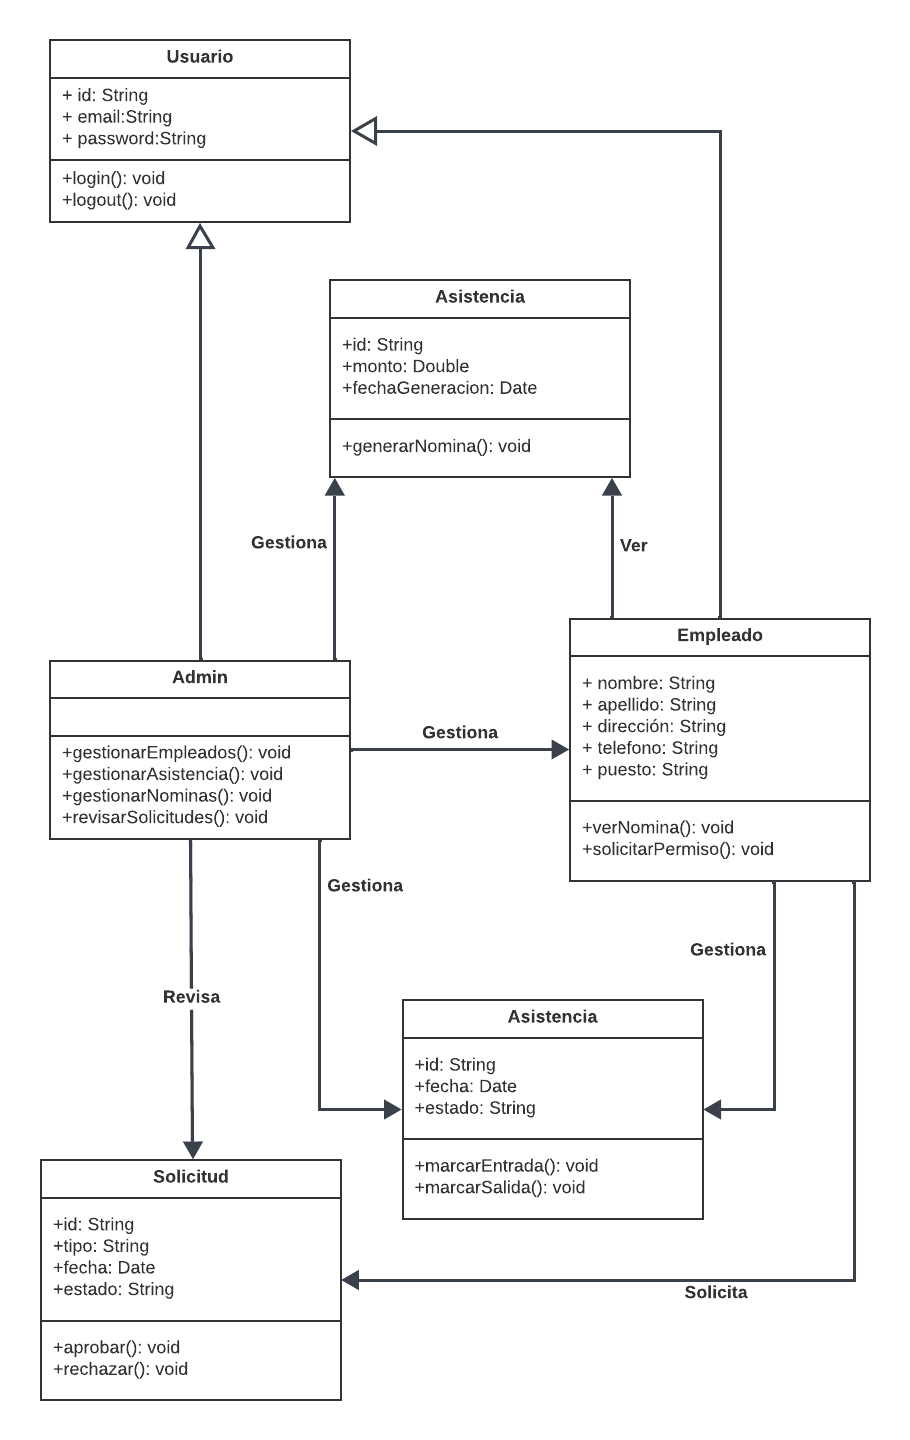 Usuario
+ id: String
+ email:String
+ password:String
+login(): void
+logout(): void
Asistencia
+id: String
+monto: Double
+fechaGeneracion: Date
+generarNomina(): void
Gestiona
Ver
Empleado
+ nombre: String
+ apellido: String
+ dirección: String
+ telefono: String
+ puesto: String
+verNomina(): void
+solicitarPermiso(): void
Admin
+gestionarEmpleados(): void
+gestionarAsistencia(): void
+gestionarNominas(): void
+revisarSolicitudes(): void
Gestiona
Gestiona
Gestiona
Revisa
Asistencia
+id: String
+fecha: Date
+estado: String
+marcarEntrada(): void
+marcarSalida(): void
Solicitud
+id: String
+tipo: String
+fecha: Date
+estado: String
+aprobar(): void
+rechazar(): void
Solicita